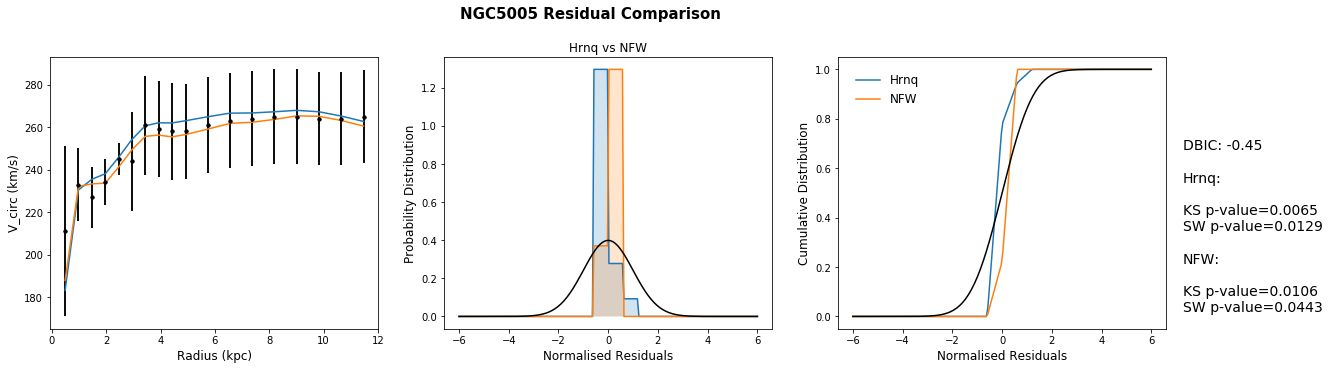 NGC5005 Residual Comparison
V_circ (km/s)
280
260
240
220
200
180
0
2
4
6
8
10
12
Radius (kpc)
Hrnq vs NFW
Probability Distribution
1.2
1.0
0.8
0.6
0.4
0.2
0.0
−6
−4
−2
0
2
4
6
Normalised Residuals
Cumulative Distribution
1.0
0.8
0.6
0.4
0.2
0.0
Hrnq
NFW
−6
−4
−2
0
2
4
6
Normalised Residuals
DBIC: -0.45
Hrnq:
KS p-value=0.0065
SW p-value=0.0129
NFW:
KS p-value=0.0106
SW p-value=0.0443